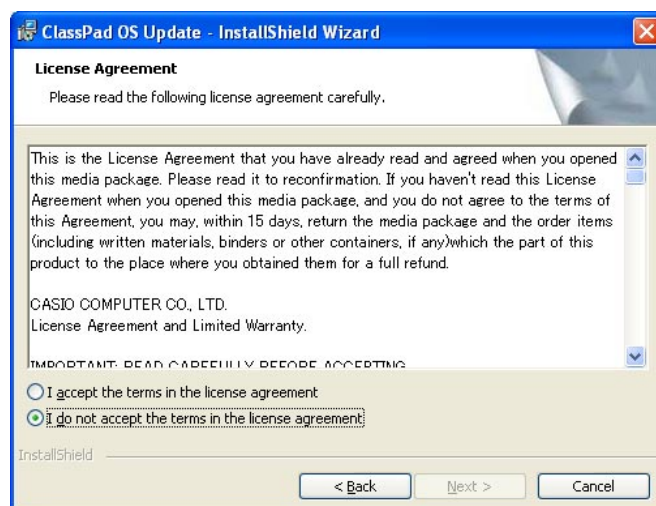 ClassPad OS Update - InstallShield Wizard
License Agreement
Please read the following license agreement carefully.
This is the License Agreement that you have already read and agreed when you opened
this media package. Please read it to reconfirmation. If you haven't read this License
Agreement when you opened this media package, and you do not agree to the terms of
this Agreement, you may, within 15 days, return the media package and the order items
(including written materials, binders or other containers, if any)which the part of this
product to the place where you obtained them for a full refund.
CASIO COMPUTER CO., LTD.
License Agreement and Limited Warranty.
IMPORTANT: READ CAREFULLY BEFORE ACCEPTING
I accept the terms in the license agreement
I do not accept the terms in the license agreement
InstallShield
< Back Next > Cancel